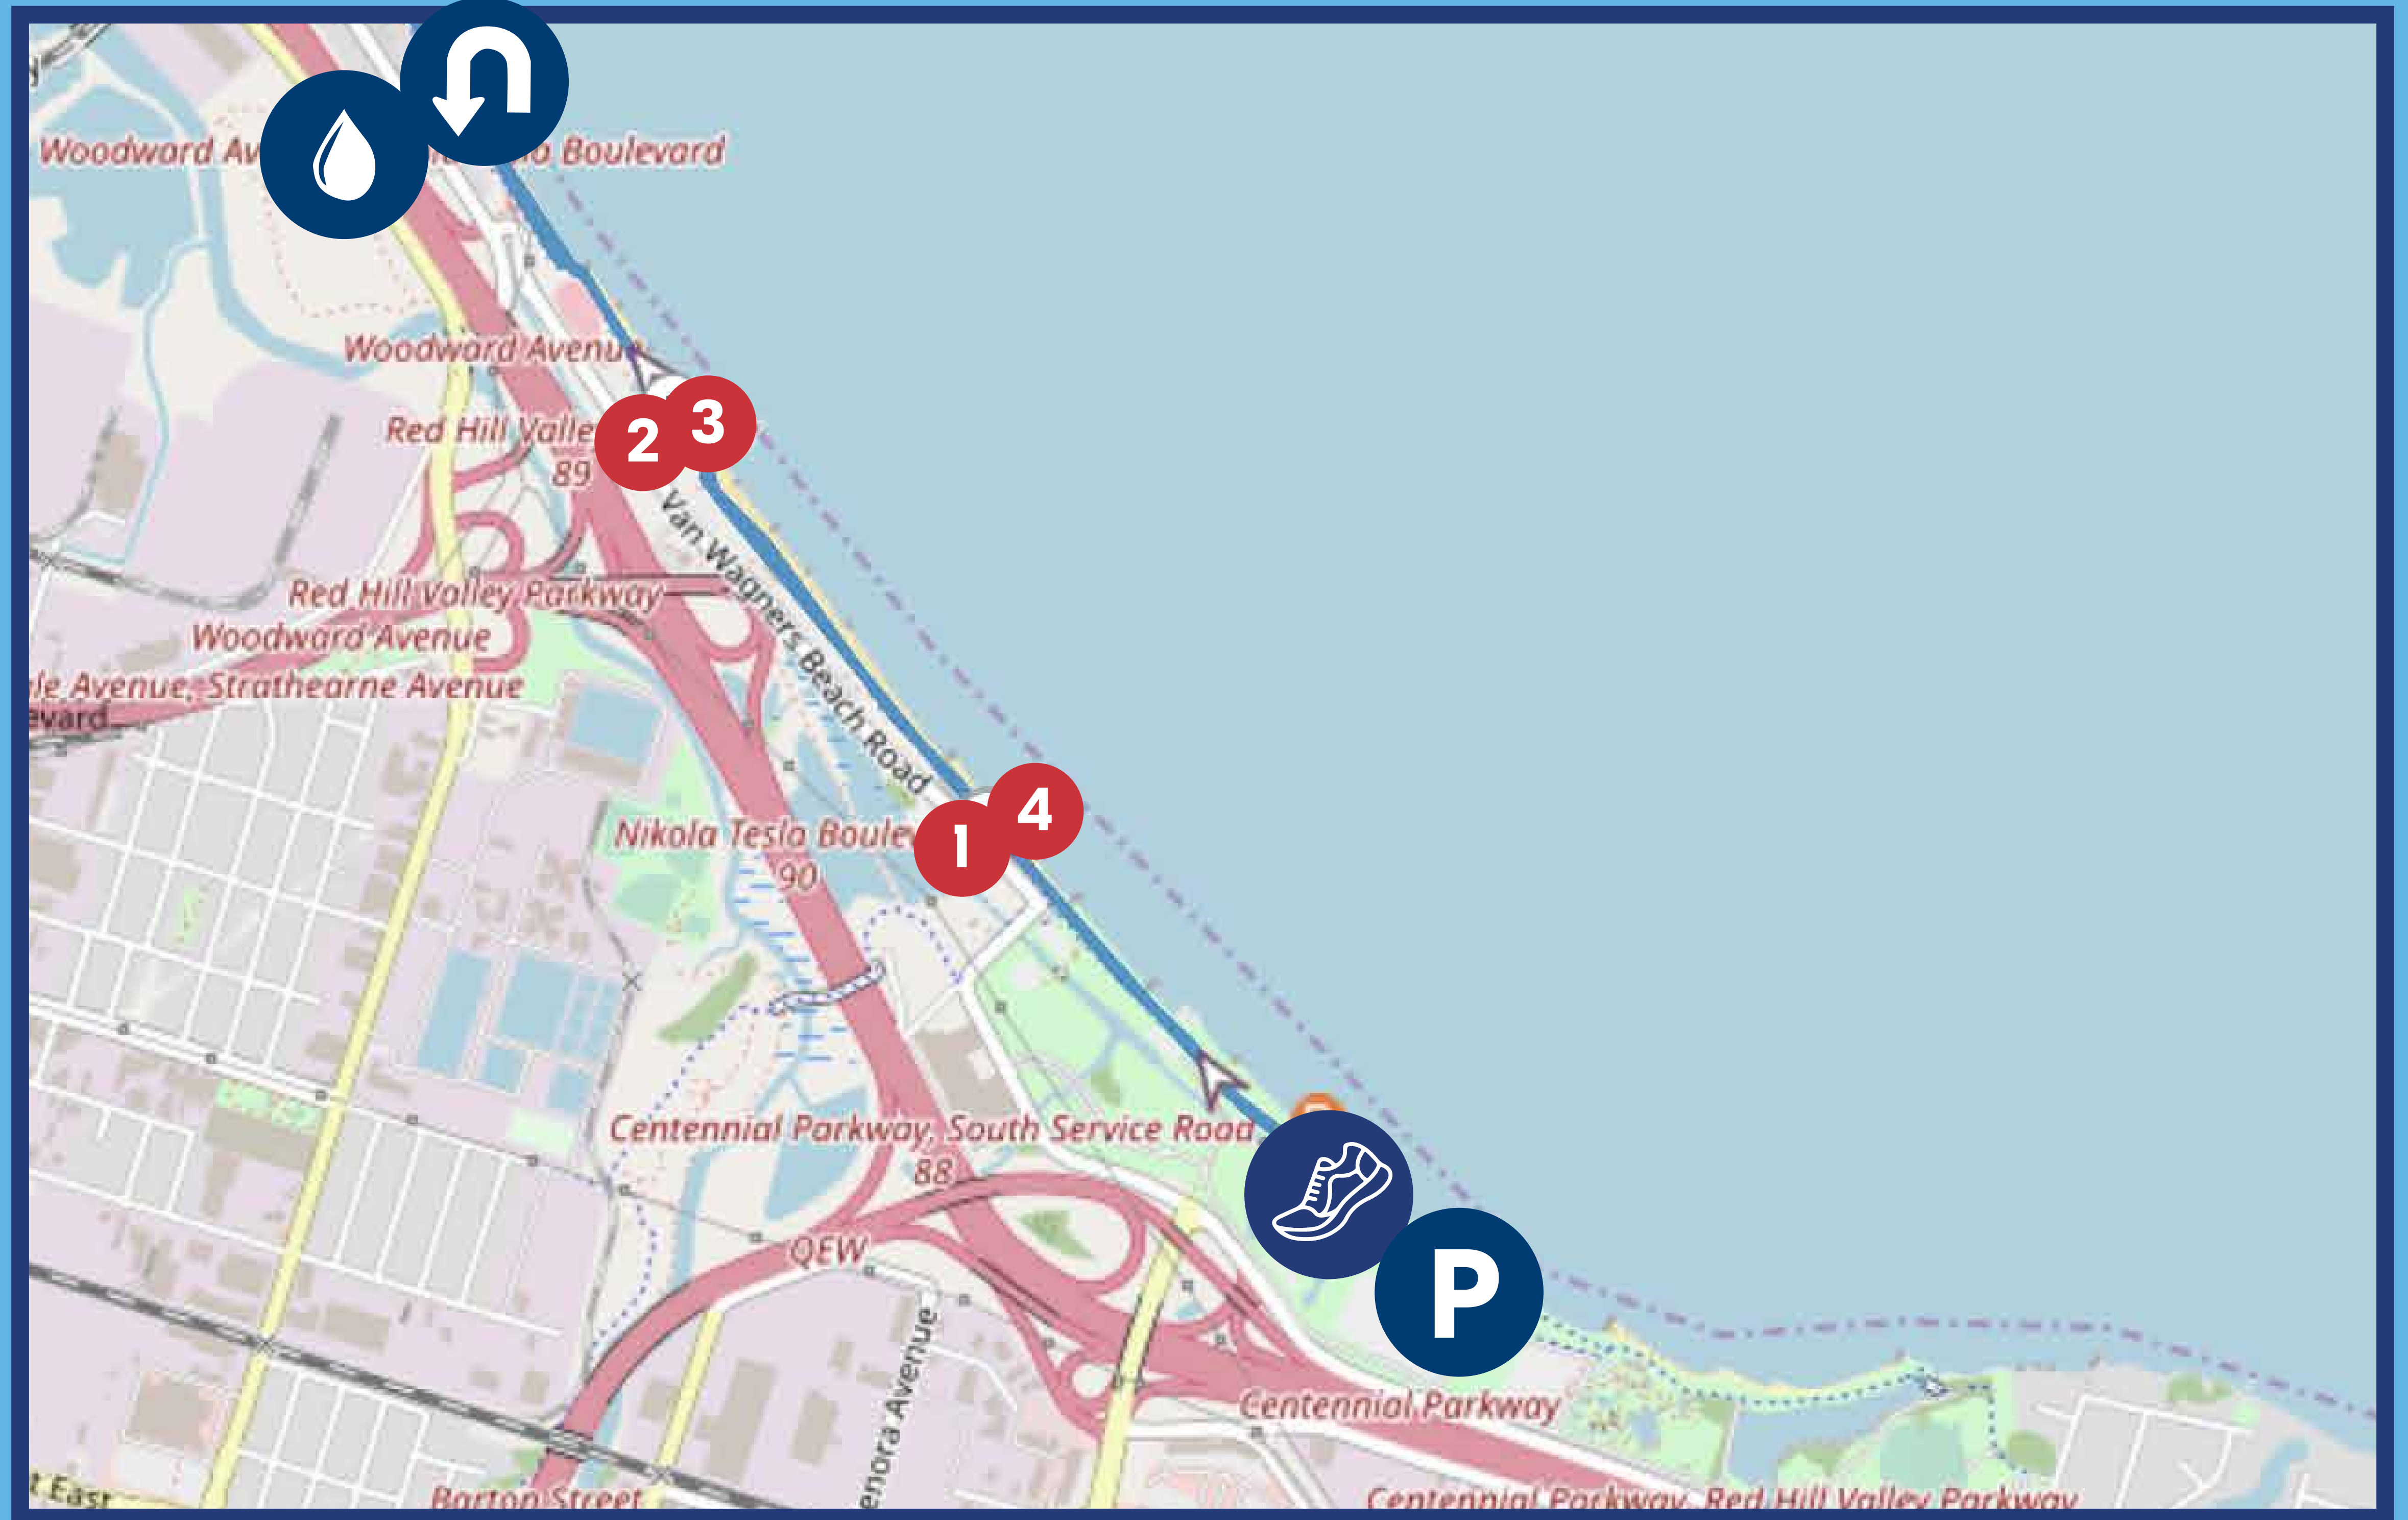 Woodward Av
Boulevard
Woodward Avenue
Red Hill Valle
89
2
3
Van Wagners Beach Road
Red Hill Valley Parkway
Woodward Avenue
le Avenue, Strathearne Avenue
evard
4
1
Nikola Tesla Boule
90
Centennial Parkway, South Service Road
88
QEW
P
enora Avenue
Centennial Parkway
t East
Barton Street
Centennial Parkway, Red Hill Valley Parkway